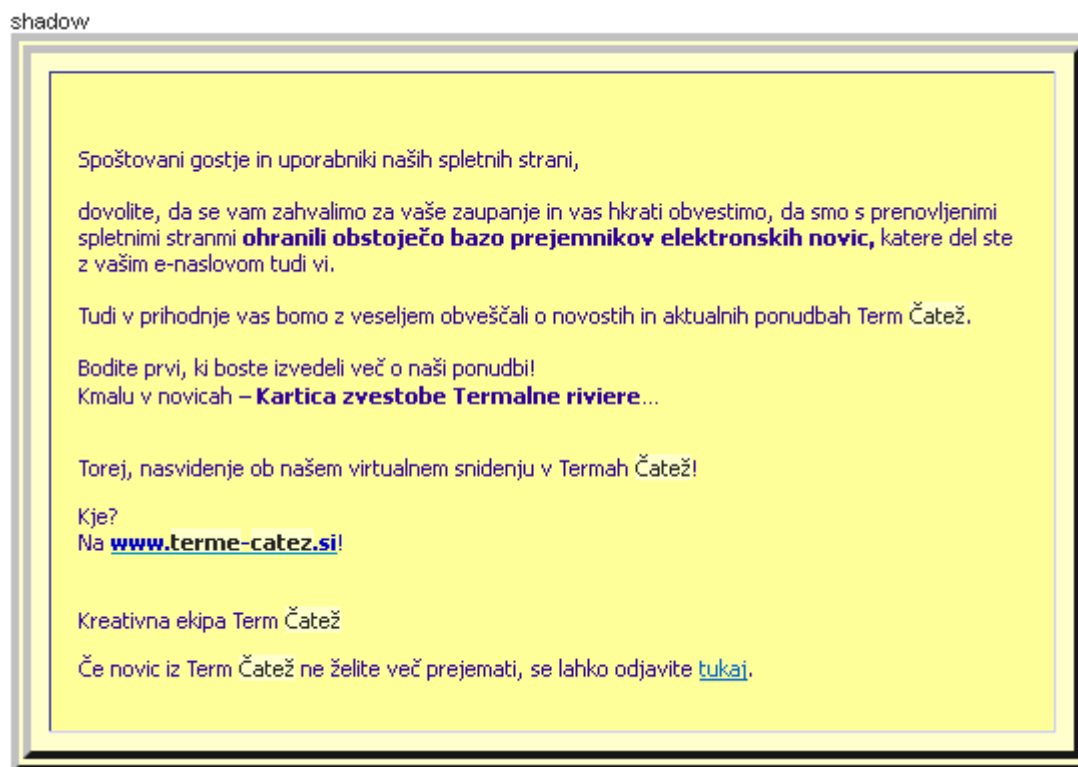 shadow
Spoštovani gostje in uporabniki naših spletnih strani,
dovolite, da se vam zahvalimo za vaše zaupanje in vas hkrati obvestimo, da smo s prenovljenimi
spletnimi stranmi ohranili obstoječo bazo prejemnikov elektronskih novic, katere del ste
z vašim e-naslovom tudi vi.
Tudi v prihodnje vas bomo z veseljem obveščali o novostih in aktualnih ponudbah Term Čatež.
Bodite prvi, ki boste izvedeli več o naši ponudbi!
Kmalu v novicah – Kartica zvestobe Termalne riviere...
Torej, nasvidenje ob našem virtualnem snidenju v Termah Čatež!
Kje?
Na www.terme-catez.si!
Kreativna ekipa Term Čatež
Če novic iz Term Čatež ne želite več prejemati, se lahko odjavite tukaj.